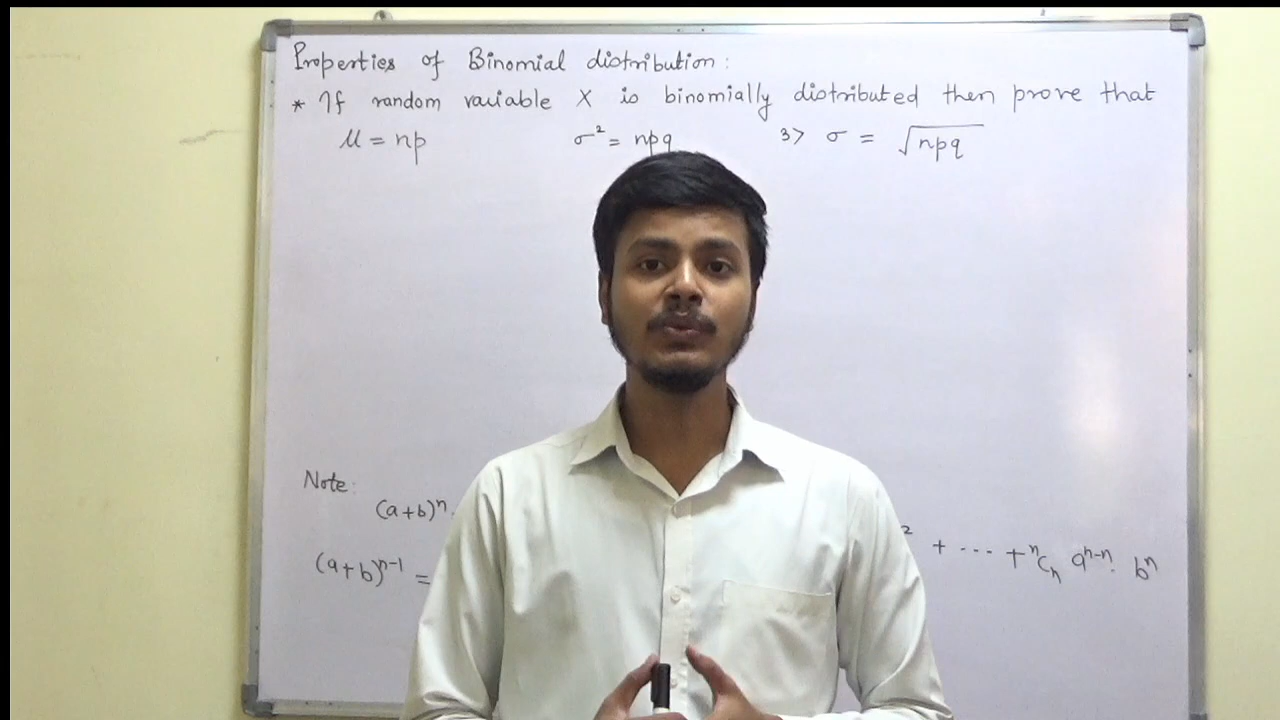 Properties of Binomial distribution :
* If random variable X is binomially distributed then prove that
μ = np σ² = npq 3> σ = √npq
Note:
(a+b)ⁿ
² + ... + ⁿCₙ aⁿ⁻ⁿ. bⁿ
(a+b)ⁿ⁻¹ =